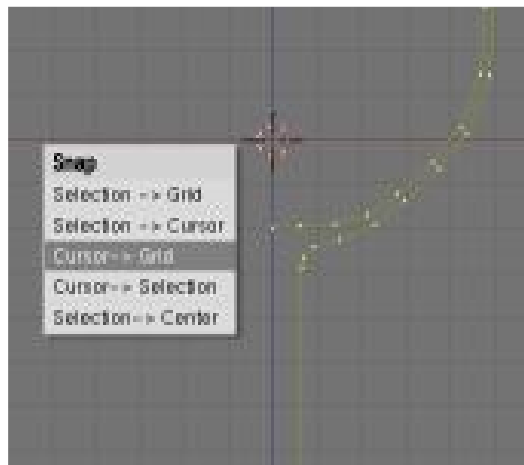 Snap
Selection -> Grid
Selection -> Cursor
Cursor-> Grid
Cursor-> Selection
Selection-> Center